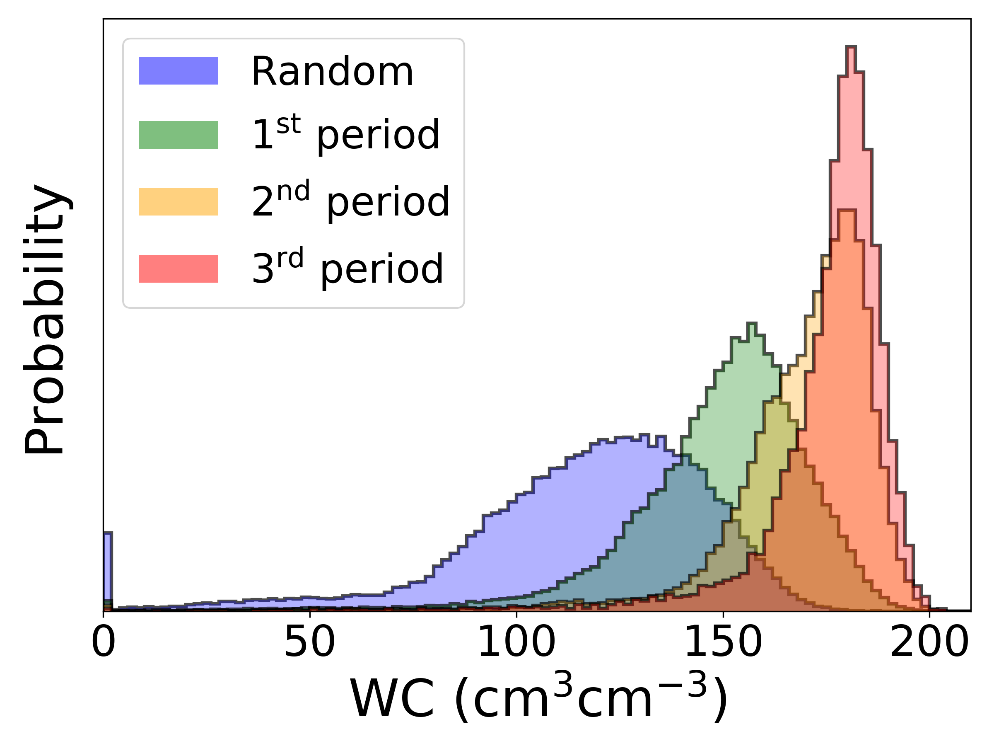 Random
1ˢᵗ period
2ⁿᵈ period
3ʳᵈ period
Probability
0 50 100 150 200
WC (cm³cm⁻³)